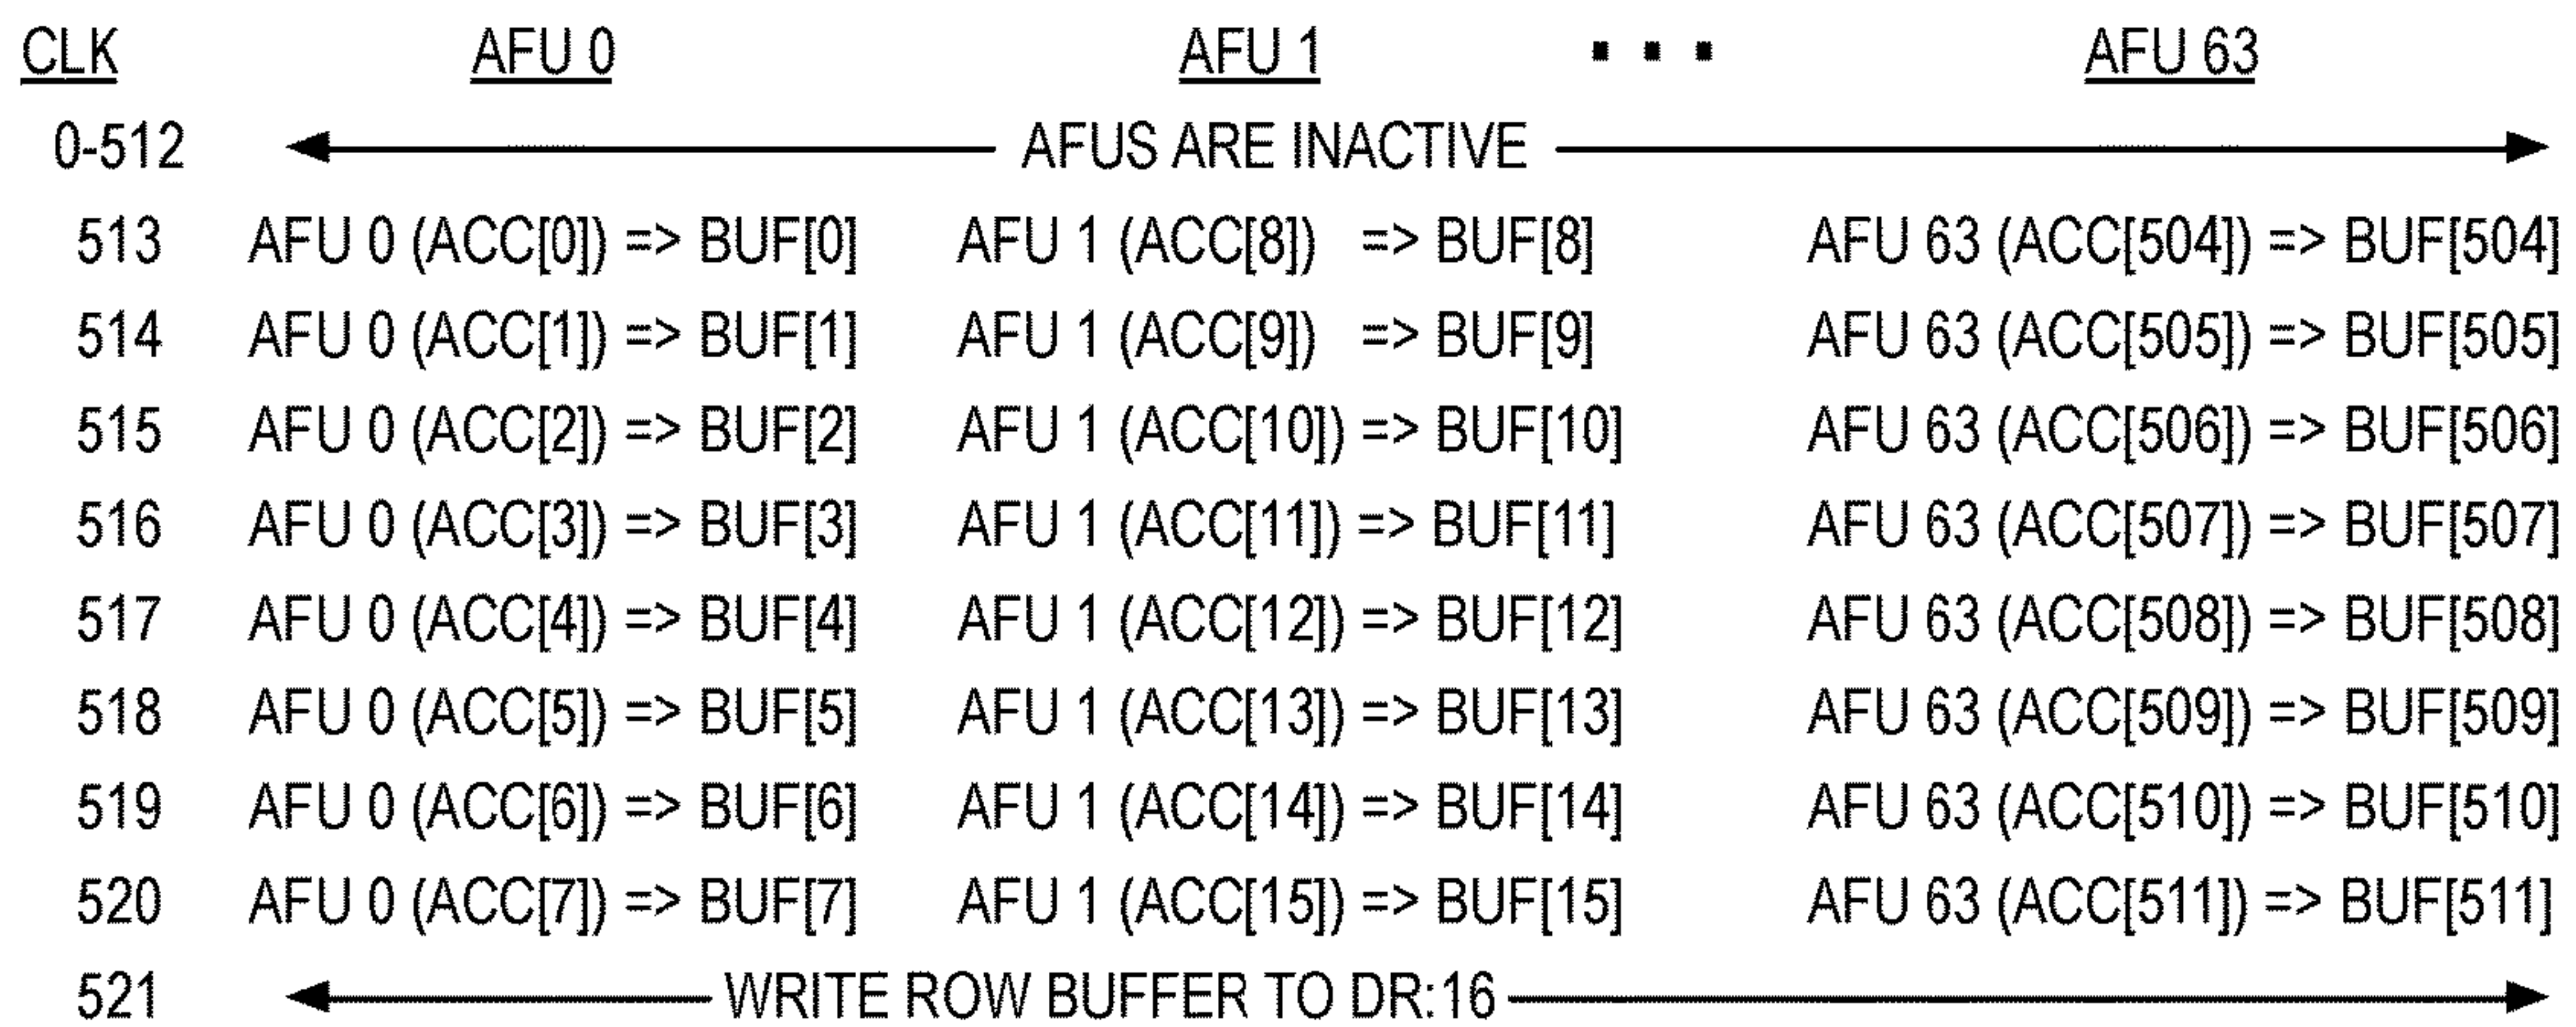 CLK AFU 0 AFU 1 ... AFU 63
0-512 AFUS ARE INACTIVE
513 AFU 0 (ACC[0]) => BUF[0] AFU 1 (ACC[8]) => BUF[8] AFU 63 (ACC[504]) => BUF[504]
514 AFU 0 (ACC[1]) => BUF[1] AFU 1 (ACC[9]) => BUF[9] AFU 63 (ACC[505]) => BUF[505]
515 AFU 0 (ACC[2]) => BUF[2] AFU 1 (ACC[10]) => BUF[10] AFU 63 (ACC[506]) => BUF[506]
516 AFU 0 (ACC[3]) => BUF[3] AFU 1 (ACC[11]) => BUF[11] AFU 63 (ACC[507]) => BUF[507]
517 AFU 0 (ACC[4]) => BUF[4] AFU 1 (ACC[12]) => BUF[12] AFU 63 (ACC[508]) => BUF[508]
518 AFU 0 (ACC[5]) => BUF[5] AFU 1 (ACC[13]) => BUF[13] AFU 63 (ACC[509]) => BUF[509]
519 AFU 0 (ACC[6]) => BUF[6] AFU 1 (ACC[14]) => BUF[14] AFU 63 (ACC[510]) => BUF[510]
520 AFU 0 (ACC[7]) => BUF[7] AFU 1 (ACC[15]) => BUF[15] AFU 63 (ACC[511]) => BUF[511]
521 WRITE ROW BUFFER TO DR:16